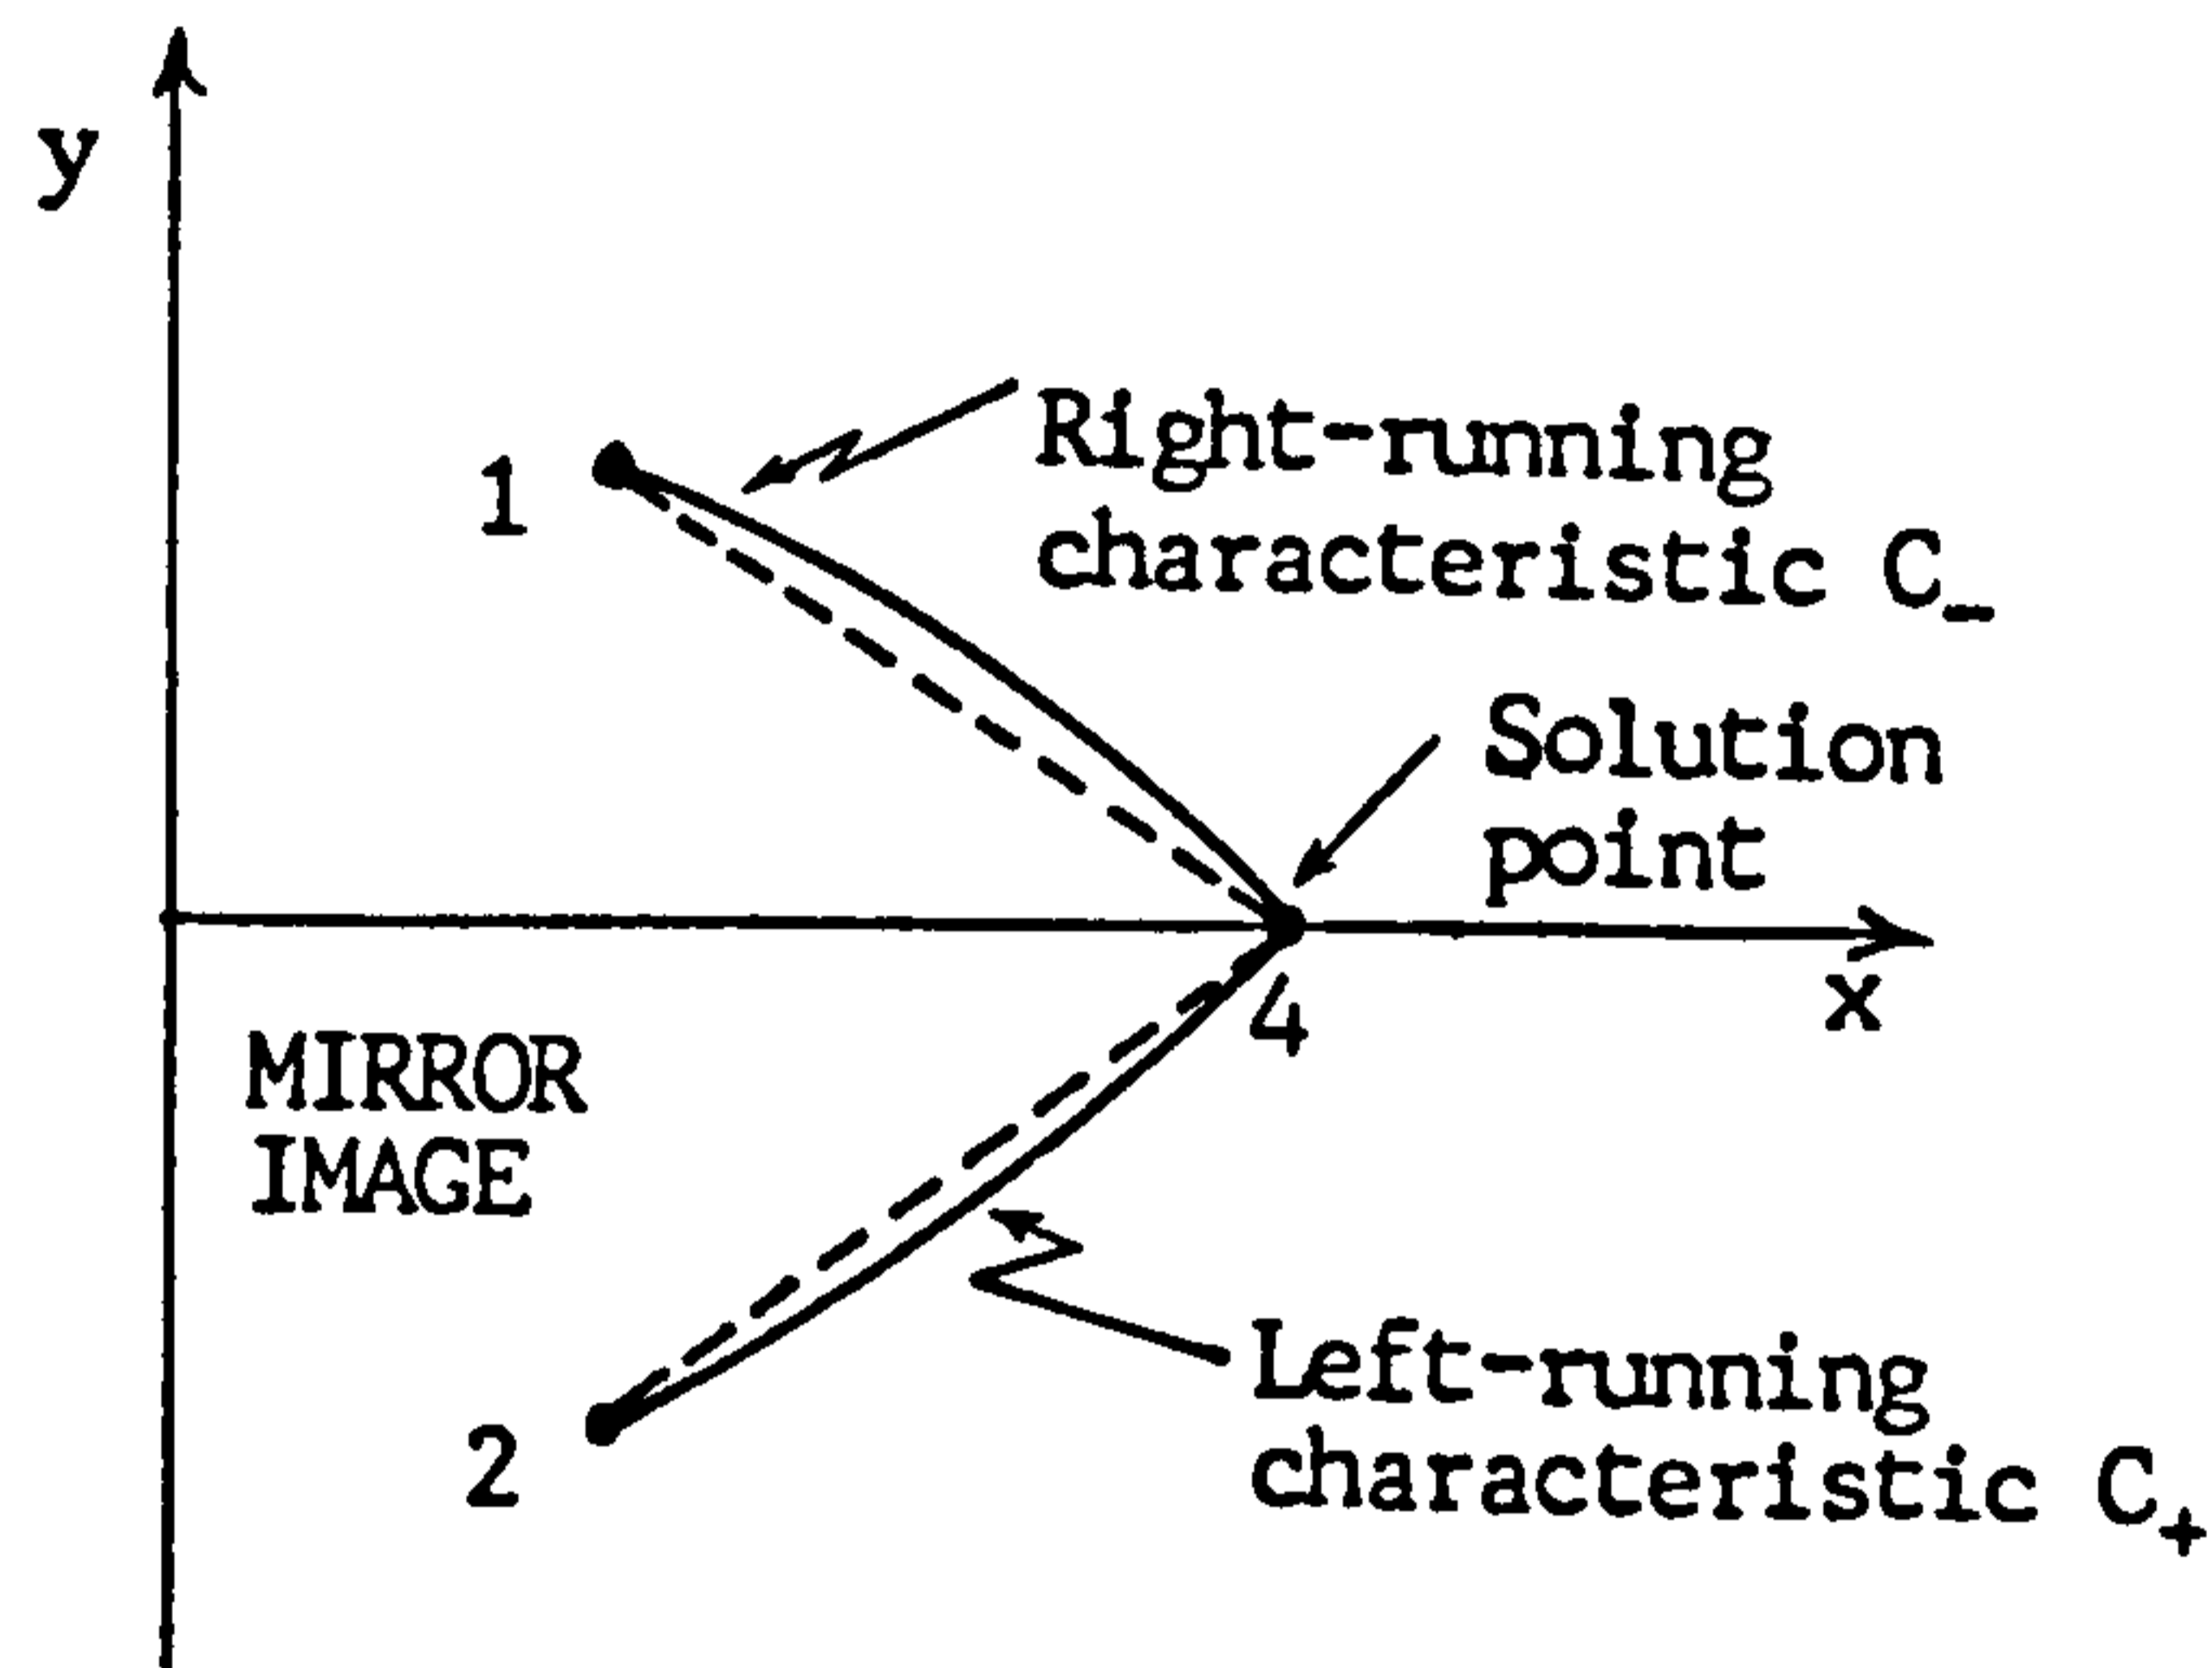 y
1
Right-running
characteristic C_
Solution
point
4
x
MIRROR
IMAGE
2
Left-running
characteristic C+